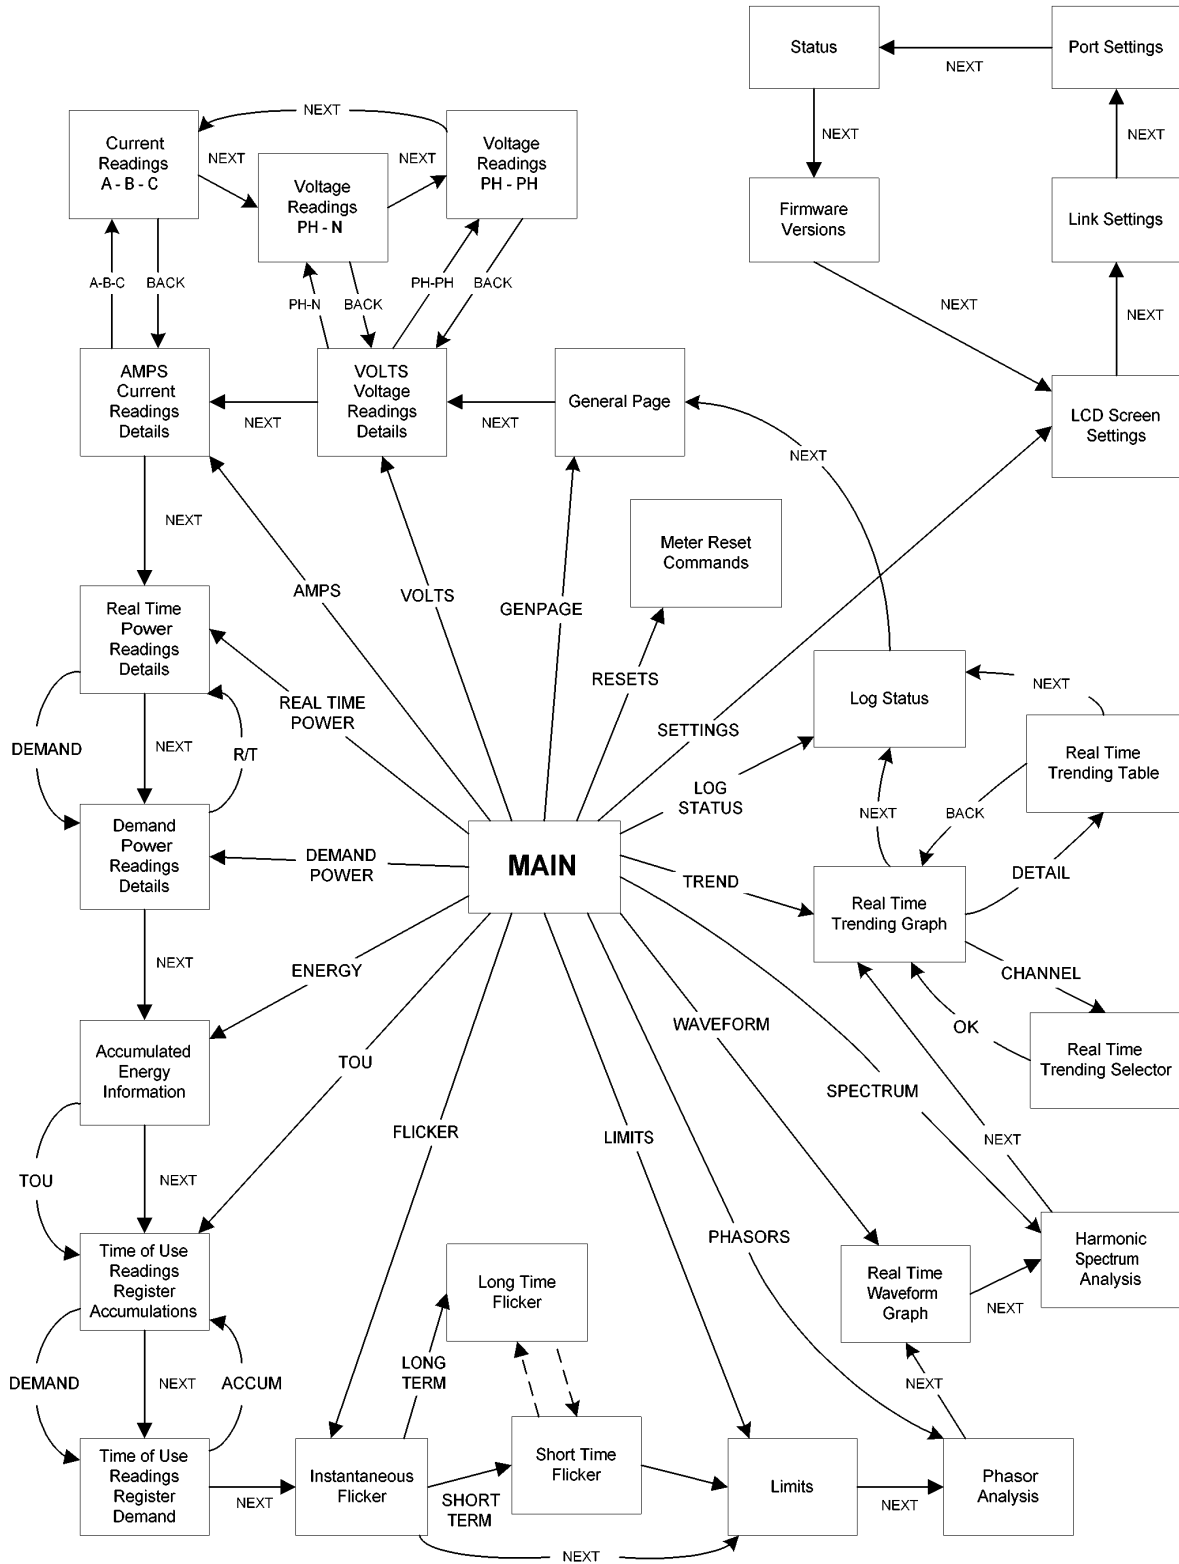 Status
NEXT
Port Settings
NEXT
NEXT
NEXT
Current
Readings
A - B - C
NEXT
Voltage
Readings
PH - N
NEXT
Voltage
Readings
PH - PH
Firmware
Versions
Link Settings
A-B-C
BACK
PH-N
BACK
PH-PH
BACK
NEXT
NEXT
AMPS
Current
Readings
Details
NEXT
VOLTS
Voltage
Readings
Details
NEXT
General Page
LCD Screen
Settings
NEXT
NEXT
Meter Reset
Commands
AMPS
VOLTS
GENPAGE
Real Time
Power
Readings
Details
RESETS
REAL TIME
POWER
SETTINGS
Log Status
NEXT
DEMAND
NEXT
R/T
LOG
STATUS
Real Time
Trending Table
NEXT
BACK
Demand
Power
Readings
Details
DEMAND
POWER
MAIN
TREND
DETAIL
Real Time
Trending Graph
NEXT
ENERGY
CHANNEL
WAVEFORM
OK
Accumulated
Energy
Information
TOU
Real Time
Trending Selector
SPECTRUM
FLICKER
LIMITS
NEXT
TOU
NEXT
PHASORS
Time of Use
Readings
Register
Accumulations
Long Time
Flicker
Real Time
Waveform
Graph
NEXT
Harmonic
Spectrum
Analysis
DEMAND
NEXT
ACCUM
LONG
TERM
NEXT
Time of Use
Readings
Register
Demand
NEXT
Instantaneous
Flicker
SHORT
TERM
Short Time
Flicker
Limits
NEXT
Phasor
Analysis
NEXT